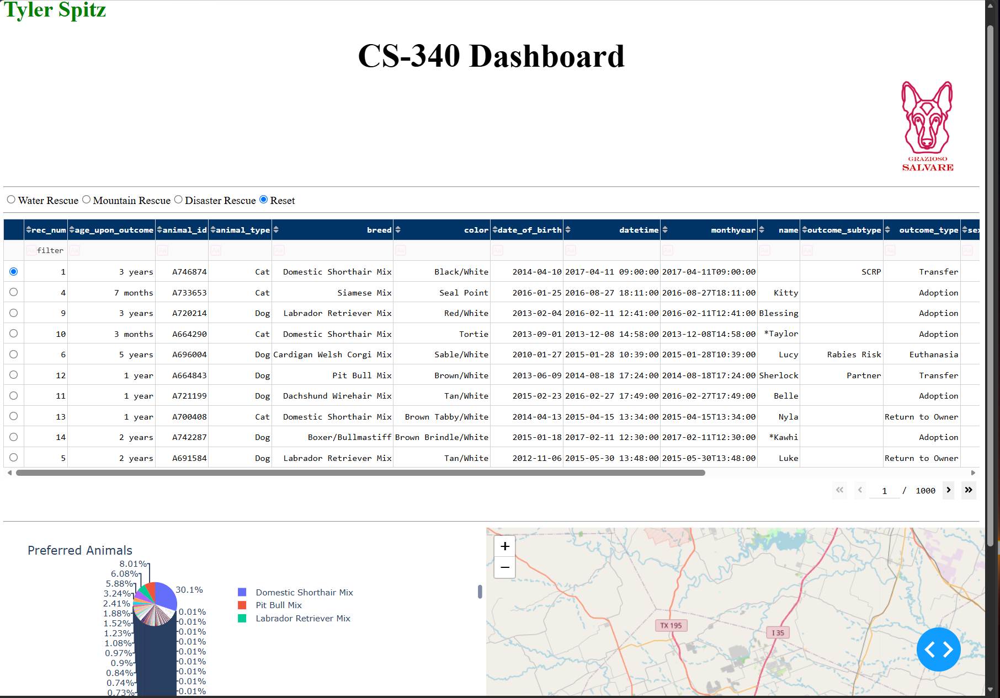 Tyler Spitz
CS-340 Dashboard
GRAZIOSO
SALVARE
Water Rescue Mountain Rescue Disaster Rescue Reset
rec_num age_upon_outcome animal_id animal_type breed color date_of_birth datetime monthyear name outcome_subtype outcome_type sex
Aa filter Aa Aa Aa Aa Aa Aa Aa Aa Aa Aa Aa Aa
1 3 years A746874 Cat Domestic Shorthair Mix Black/White 2014-04-10 2017-04-11 09:00:00 2017-04-11T09:00:00 SCRP Transfer
4 7 months A733653 Cat Siamese Mix Seal Point 2016-01-25 2016-08-27 18:11:00 2016-08-27T18:11:00 Kitty Adoption
9 3 years A720214 Dog Labrador Retriever Mix Red/White 2013-02-04 2016-02-11 12:41:00 2016-02-11T12:41:00 Blessing Adoption
10 3 months A664290 Cat Domestic Shorthair Mix Tortie 2013-09-01 2013-12-08 14:58:00 2013-12-08T14:58:00 *Taylor Adoption
6 5 years A696004 Dog Cardigan Welsh Corgi Mix Sable/White 2010-01-27 2015-01-28 10:39:00 2015-01-28T10:39:00 Lucy Rabies Risk Euthanasia
12 1 year A664843 Dog Pit Bull Mix Brown/White 2013-06-09 2014-08-18 17:24:00 2014-08-18T17:24:00 Sherlock Partner Transfer
11 1 year A721199 Dog Dachshund Wirehair Mix Tan/White 2015-02-23 2016-02-27 17:49:00 2016-02-27T17:49:00 Belle Adoption
13 1 year A700408 Cat Domestic Shorthair Mix Brown Tabby/White 2014-04-13 2015-04-15 13:34:00 2015-04-15T13:34:00 Nyla Return to Owner
14 2 years A742287 Dog Boxer/Bullmastiff Brown Brindle/White 2015-01-18 2017-02-11 12:30:00 2017-02-11T12:30:00 *Kawhi Adoption
5 2 years A691584 Dog Labrador Retriever Mix Tan/White 2012-11-06 2015-05-30 13:48:00 2015-05-30T13:48:00 Luke Return to Owner
1 / 1000
Preferred Animals
8.01%
6.08%
5.88%
3.24%
2.41%
1.88%
1.52%
1.23%
1.08%
0.97%
0.9%
0.84%
0.74%
0.73%
30.1%
0.01%
0.01%
0.01%
0.01%
0.01%
0.01%
0.01%
0.01%
0.01%
Domestic Shorthair Mix
Pit Bull Mix
Labrador Retriever Mix
+
−
TX 195
I 35